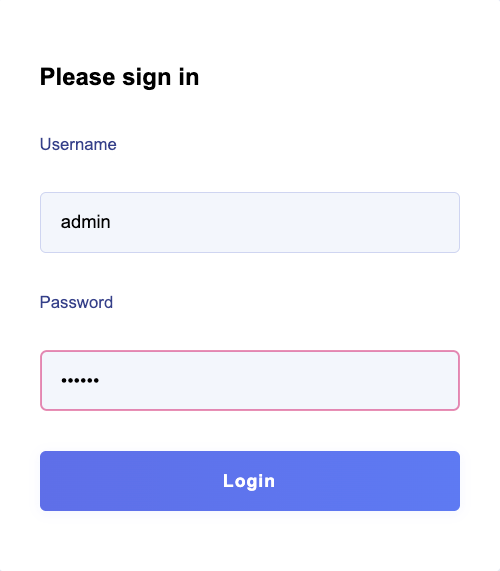 Please sign in
Username
admin
Password
••••••
Login